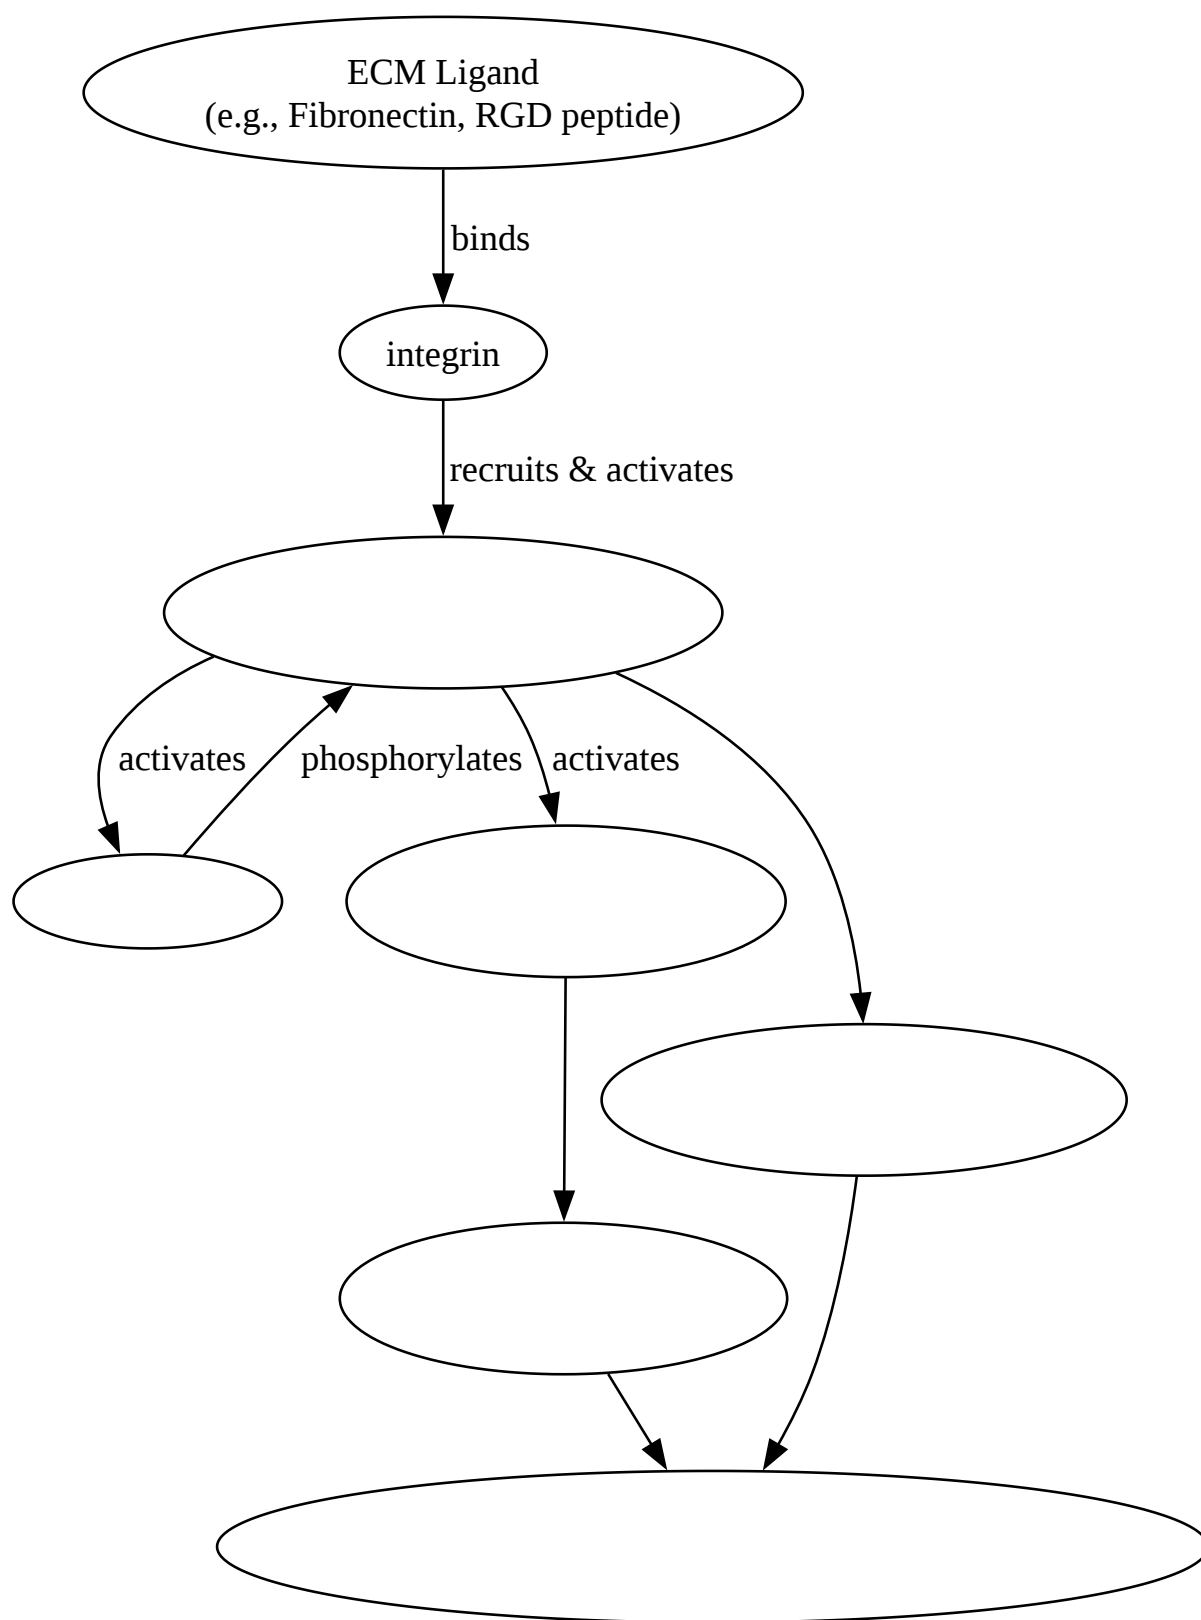 ECM Ligand
(e.g., Fibronectin, RGD peptide)
binds
integrin
recruits & activates
activates
phosphorylates
activates